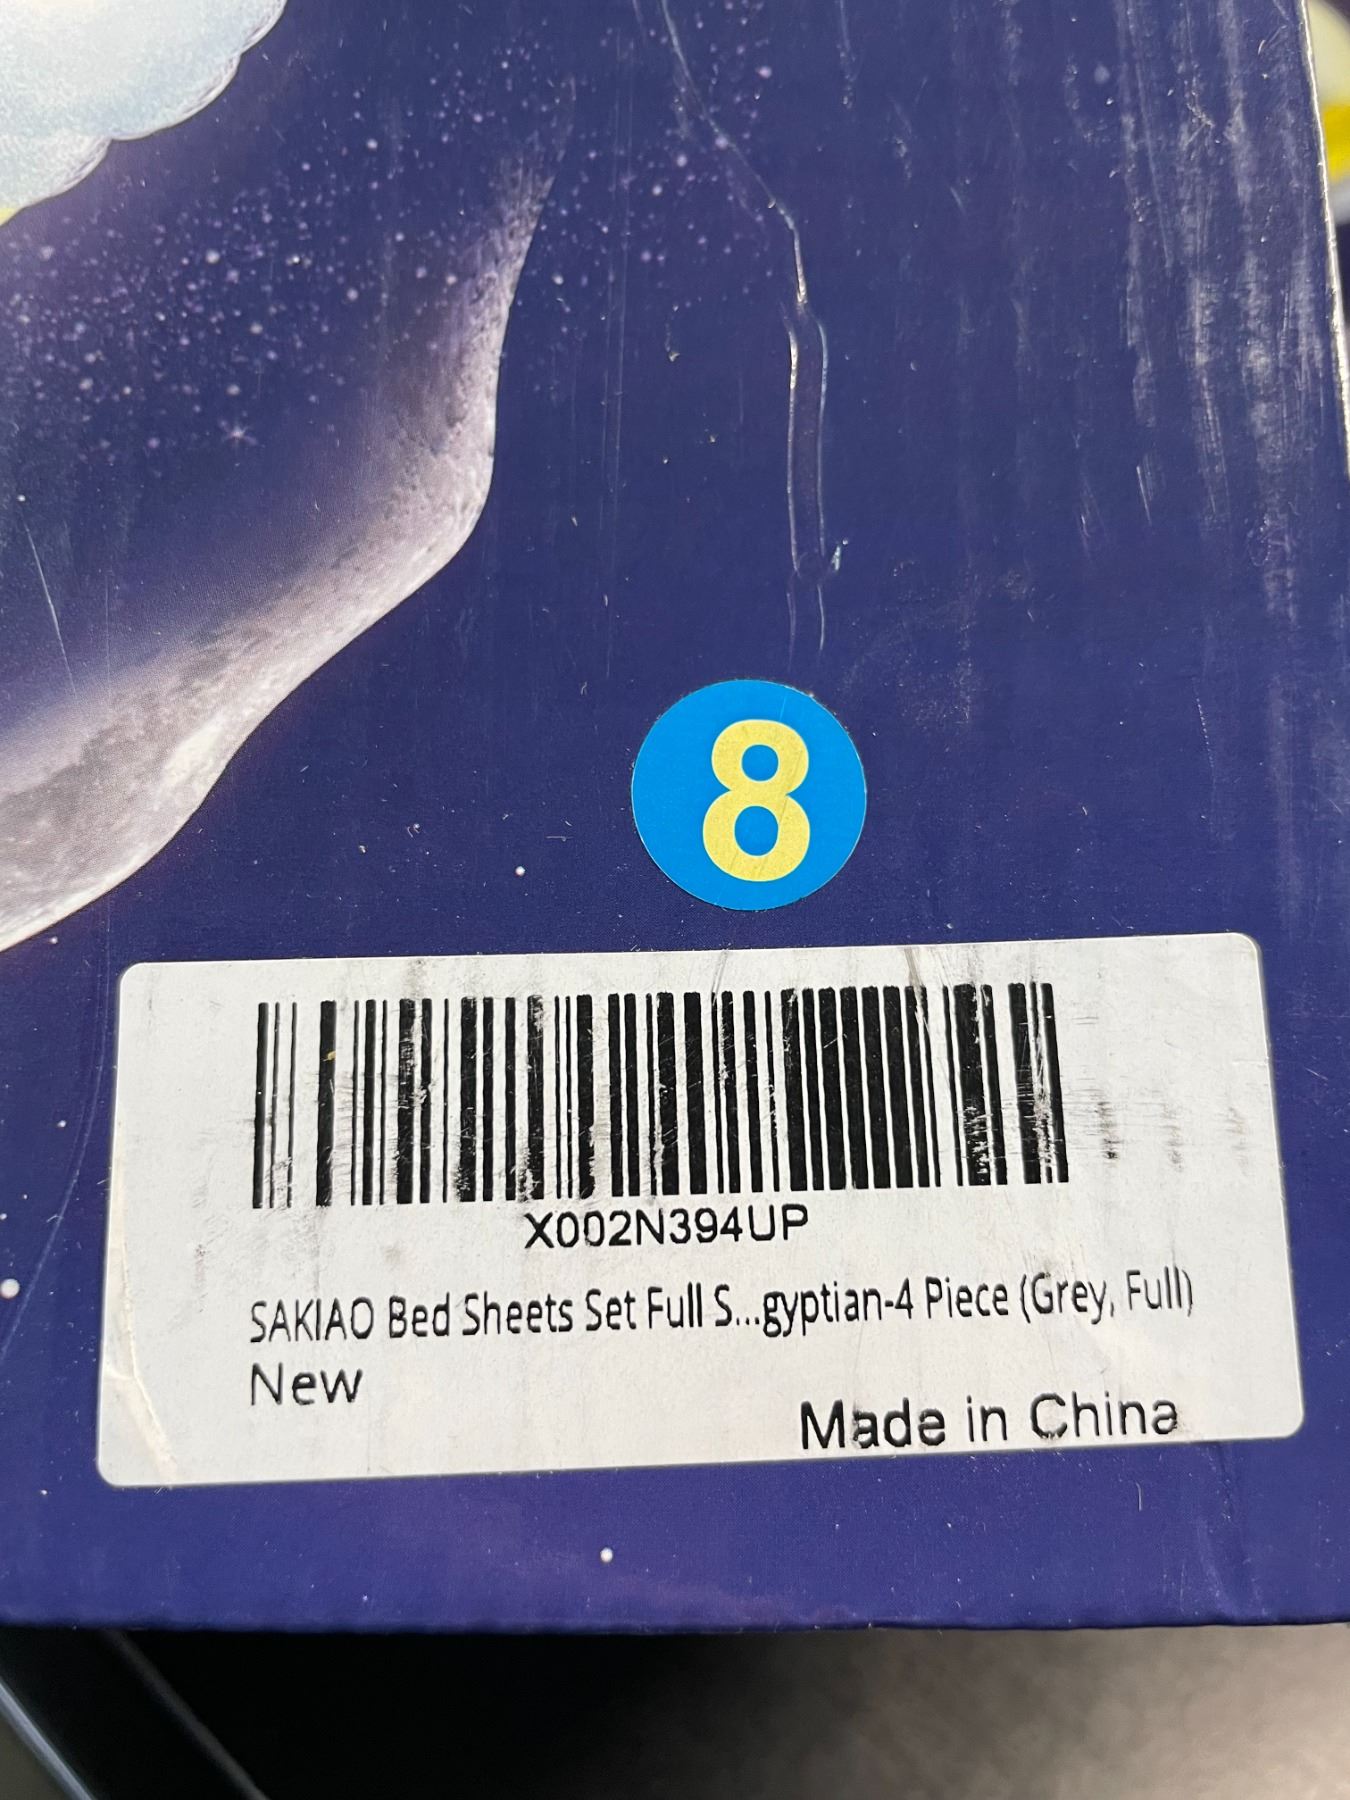 8
X002N394UP
SAKIAO Bed Sheets Set Full S...gyptian-4 Piece (Grey, Full)
New
Made in China